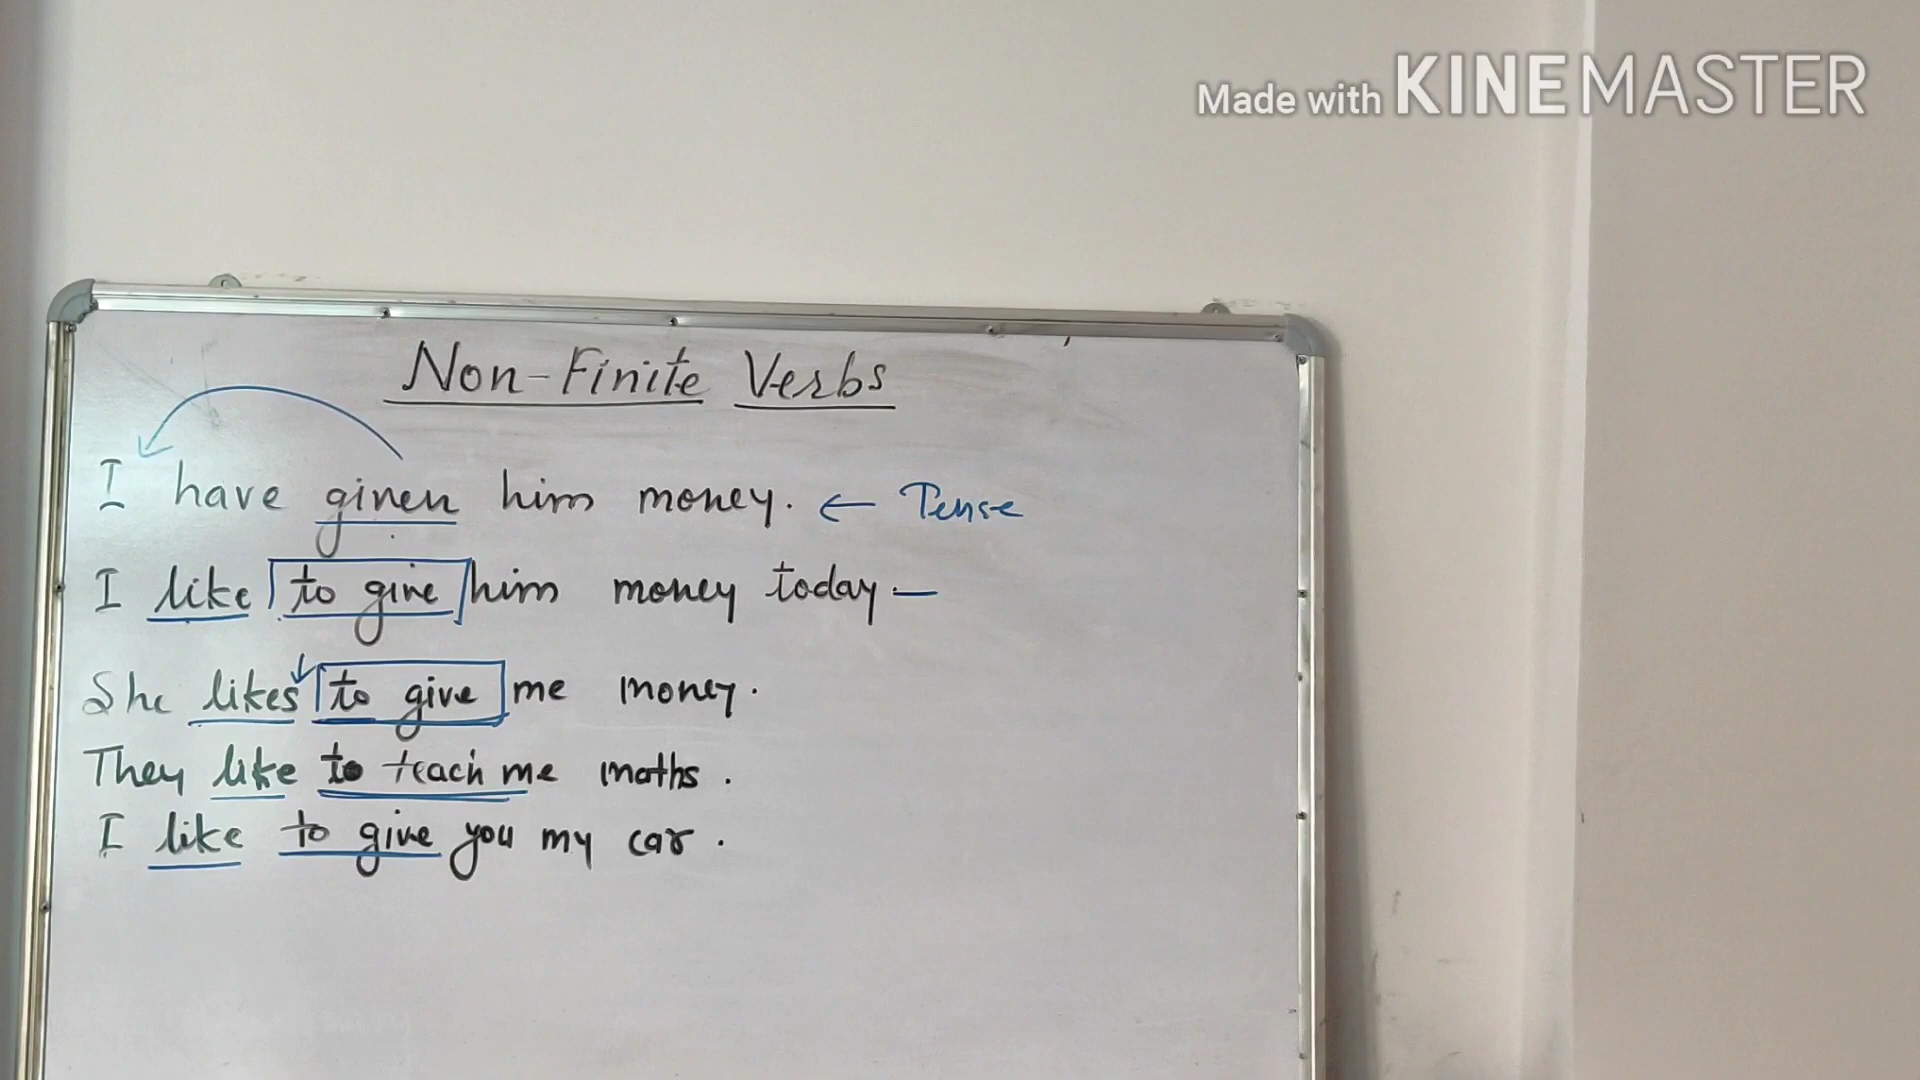 Made with KINEMASTER
Non-Finite Verbs
I have given him money. ← Tense
I like to give him money today —
She likes to give me money.
They like to teach me maths.
I like to give you my car.